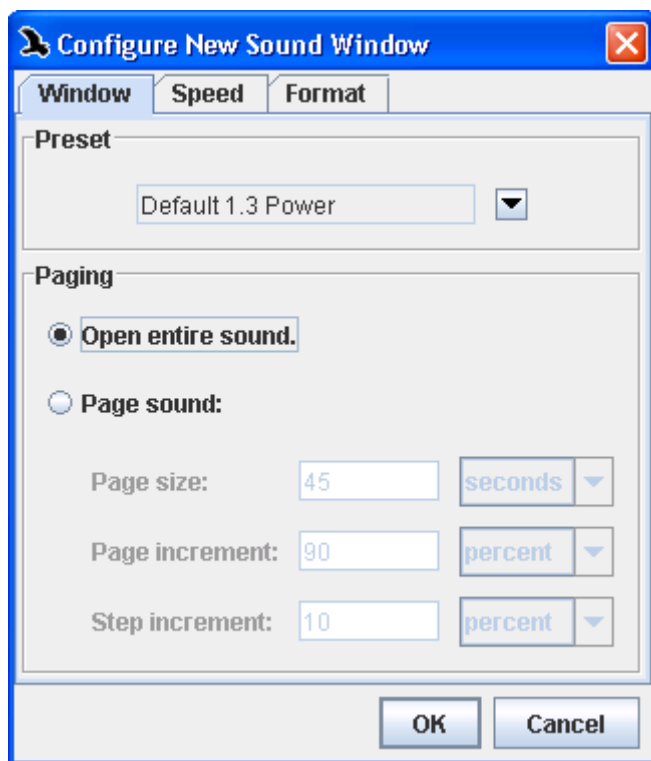 Configure New Sound Window
Window Speed Format
Preset
Default 1.3 Power
Paging
Open entire sound.
Page sound:
Page size: 45 seconds
Page increment: 90 percent
Step increment: 10 percent
OK Cancel